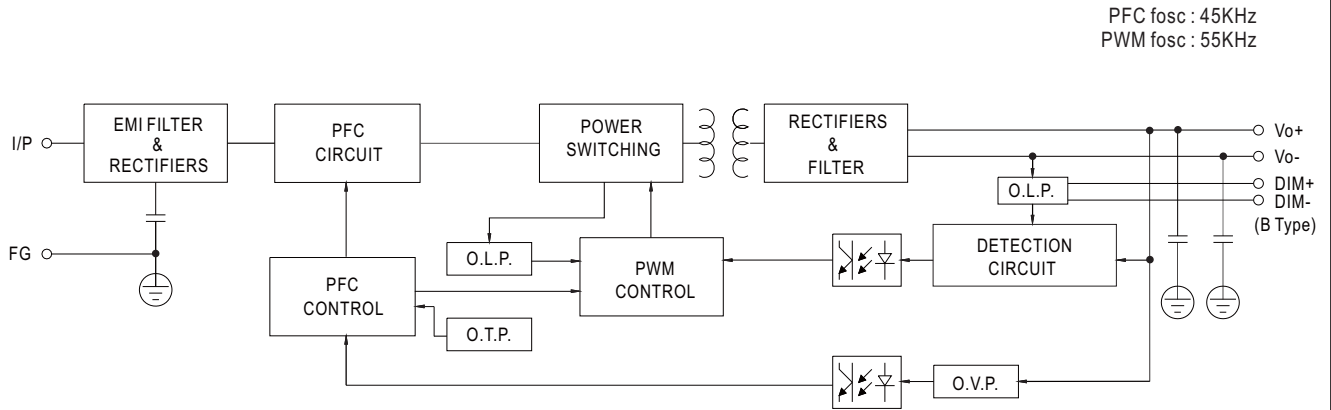 PFC fosc : 45KHz
PWM fosc : 55KHz
I/P
EMI FILTER
&
RECTIFIERS
PFC
CIRCUIT
POWER
SWITCHING
RECTIFIERS
&
FILTER
Vo+
Vo-
DIM+
DIM-
(B Type)
O.L.P.
FG
O.L.P.
DETECTION
CIRCUIT
PFC
CONTROL
PWM
CONTROL
O.T.P.
O.V.P.